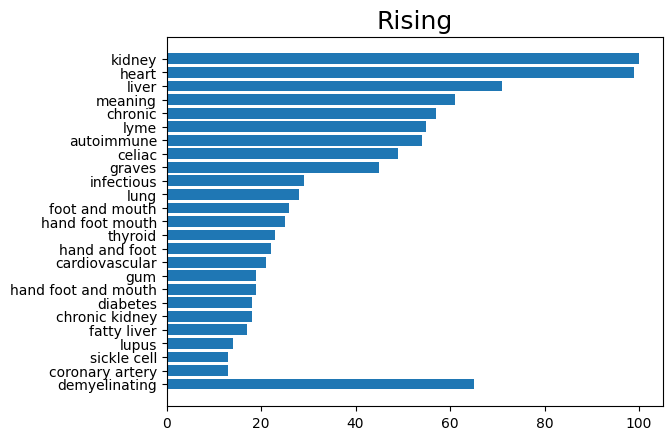 Rising
kidney
heart
liver
meaning
chronic
lyme
autoimmune
celiac
graves
infectious
lung
foot and mouth
hand foot mouth
thyroid
hand and foot
cardiovascular
gum
hand foot and mouth
diabetes
chronic kidney
fatty liver
lupus
sickle cell
coronary artery
demyelinating
0 20 40 60 80 100